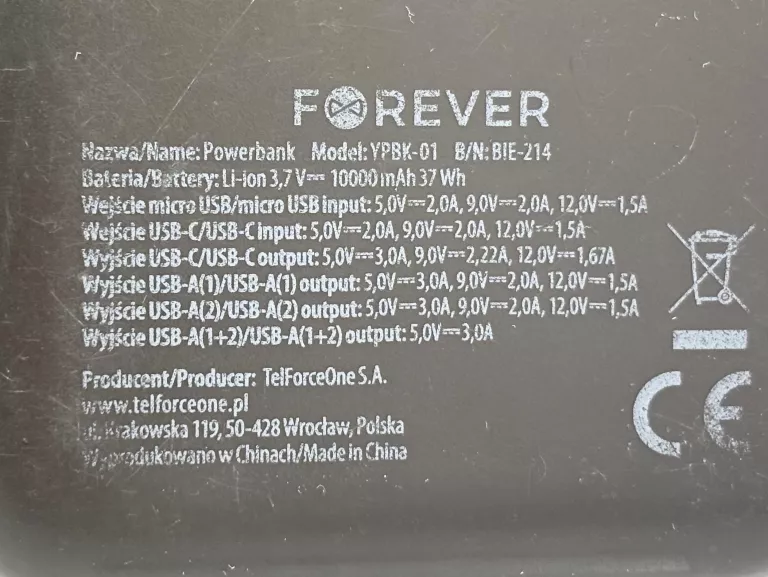 FOREVER
Nazwa/Name: Powerbank Model: YPBK-01 B/N: BIE-214
Bateria/Battery: Li-ion 3,7 V⎓ 10000 mAh 37 Wh
Wejście micro USB/micro USB input: 5,0V⎓2,0A, 9,0V⎓2,0A, 12,0V⎓1,5A
Wejście USB-C/USB-C input: 5,0V⎓2,0A, 9,0V⎓2,0A, 12,0V⎓1,5A
Wyjście USB-C/USB-C output: 5,0V⎓3,0A, 9,0V⎓2,22A, 12,0V⎓1,67A
Wyjście USB-A(1)/USB-A(1) output: 5,0V⎓3,0A, 9,0V⎓2,0A, 12,0V⎓1,5A
Wyjście USB-A(2)/USB-A(2) output: 5,0V⎓3,0A, 9,0V⎓2,0A, 12,0V⎓1,5A
Wyjście USB-A(1+2)/USB-A(1+2) output: 5,0V⎓3,0A
Producent/Producer: TelForceOne S.A.
www.telforceone.pl
ul. Krakowska 119, 50-428 Wrocław, Polska
Wyprodukowano w Chinach/Made in China
CE